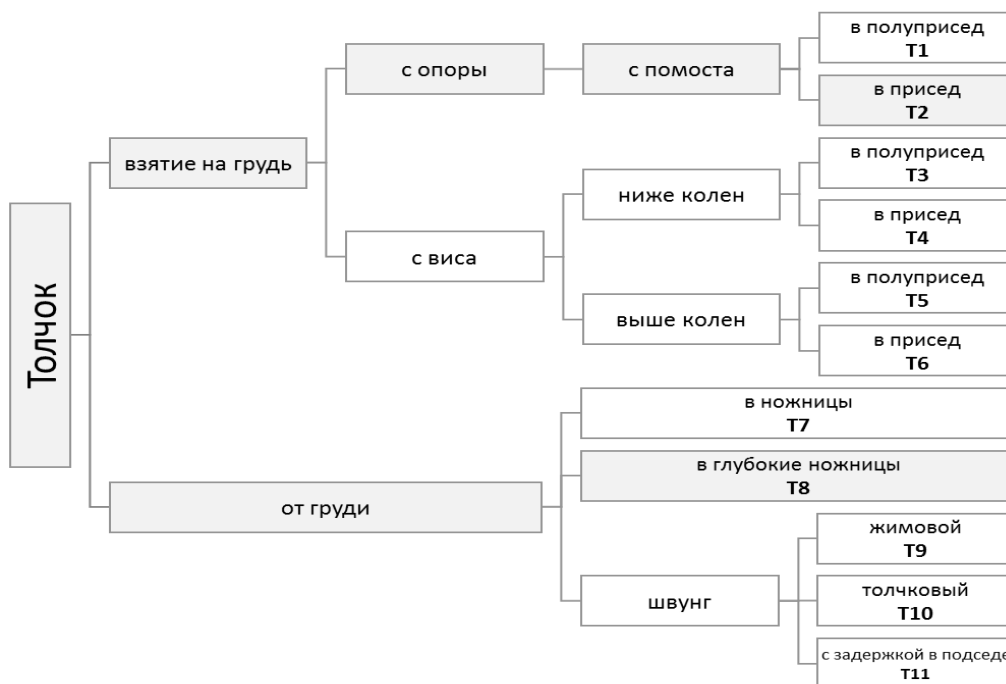 Толчок
взятие на грудь
с опоры
с помоста
в полуприсед
Т1
в присед
Т2
с виса
ниже колен
в полуприсед
Т3
в присед
Т4
выше колен
в полуприсед
Т5
в присед
Т6
от груди
в ножницы
Т7
в глубокие ножницы
Т8
швунг
жимовой
Т9
толчковый
Т10
с задержкой в подседе
Т11